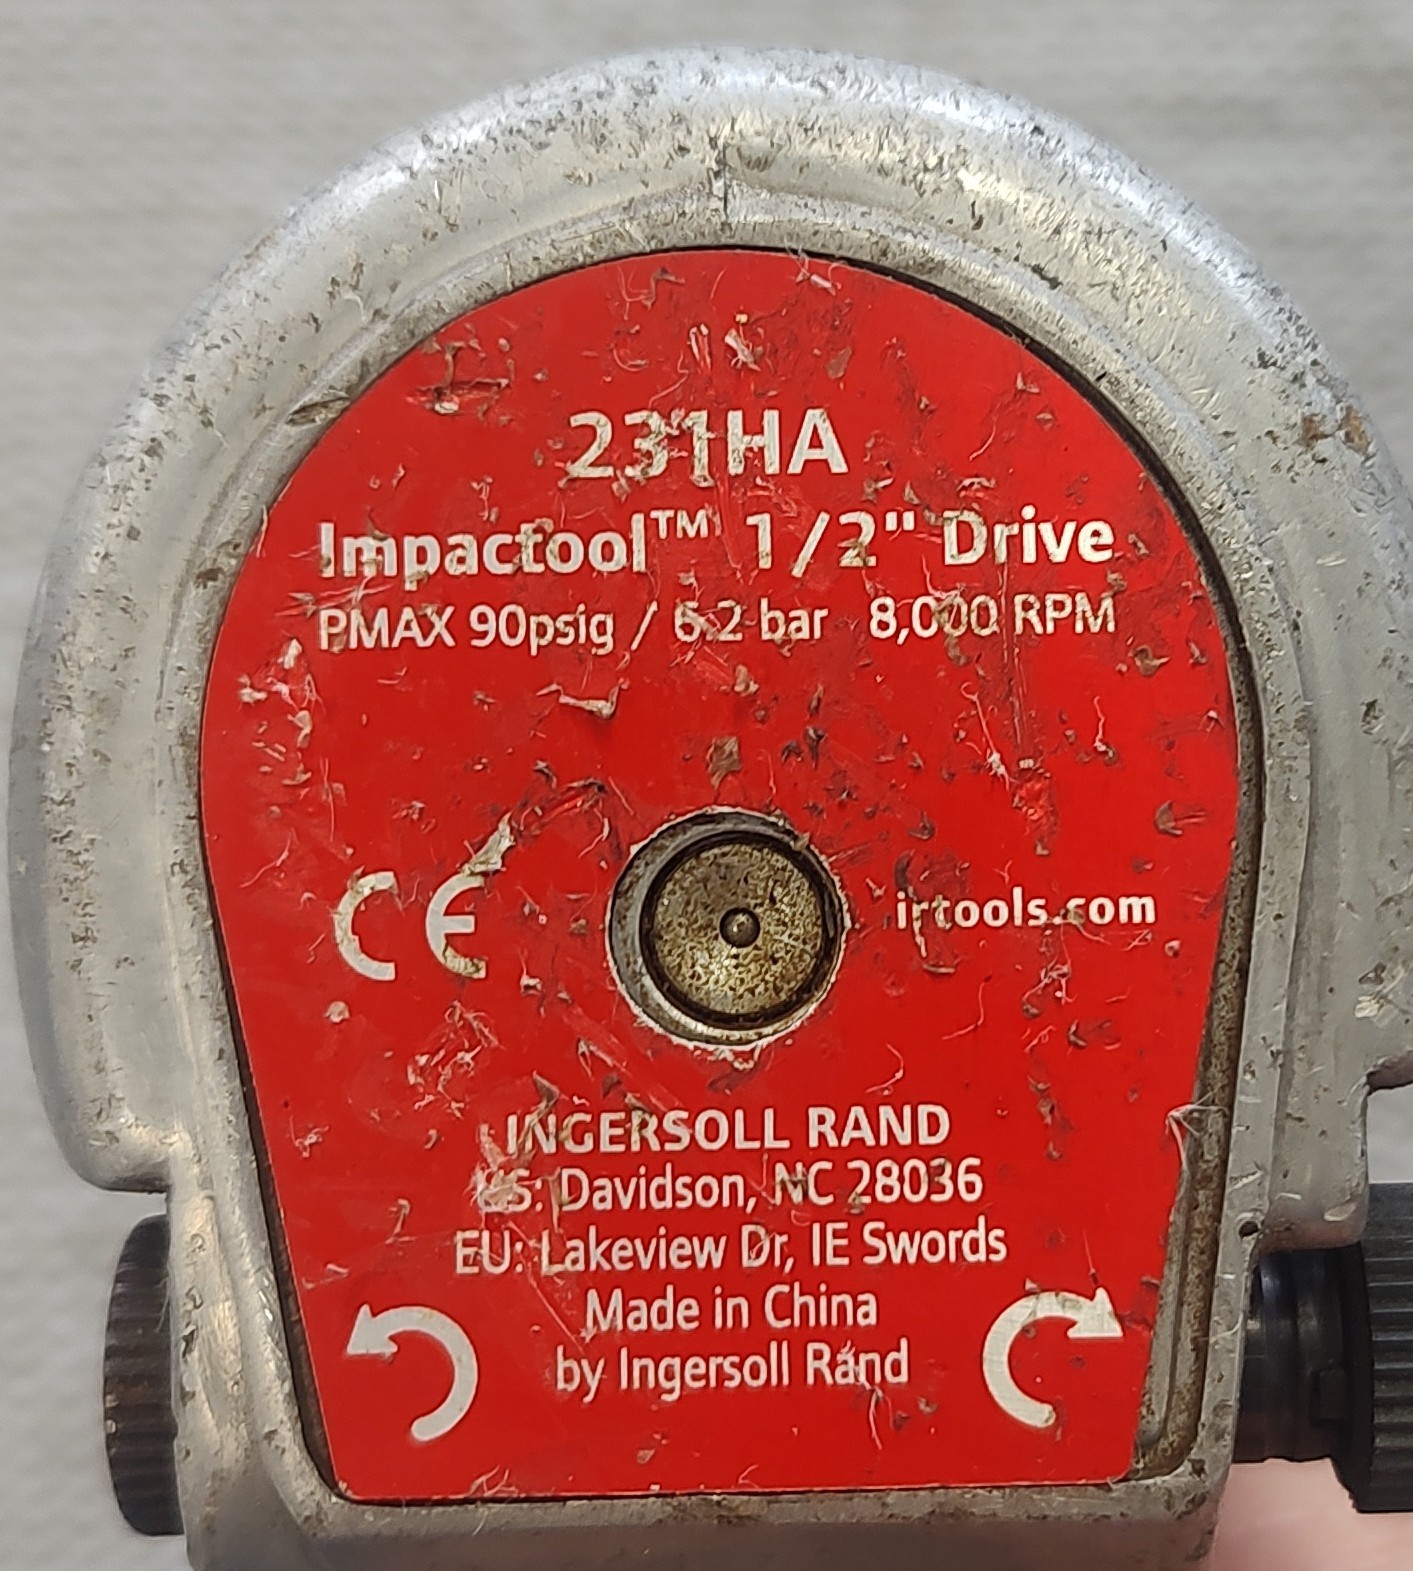 231HA
Impactool™ 1/2" Drive
PMAX 90psig / 6.2 bar 8,000 RPM
CE
irtools.com
INGERSOLL RAND
US: Davidson, NC 28036
EU: Lakeview Dr, IE Swords
Made in China
by Ingersoll Rand